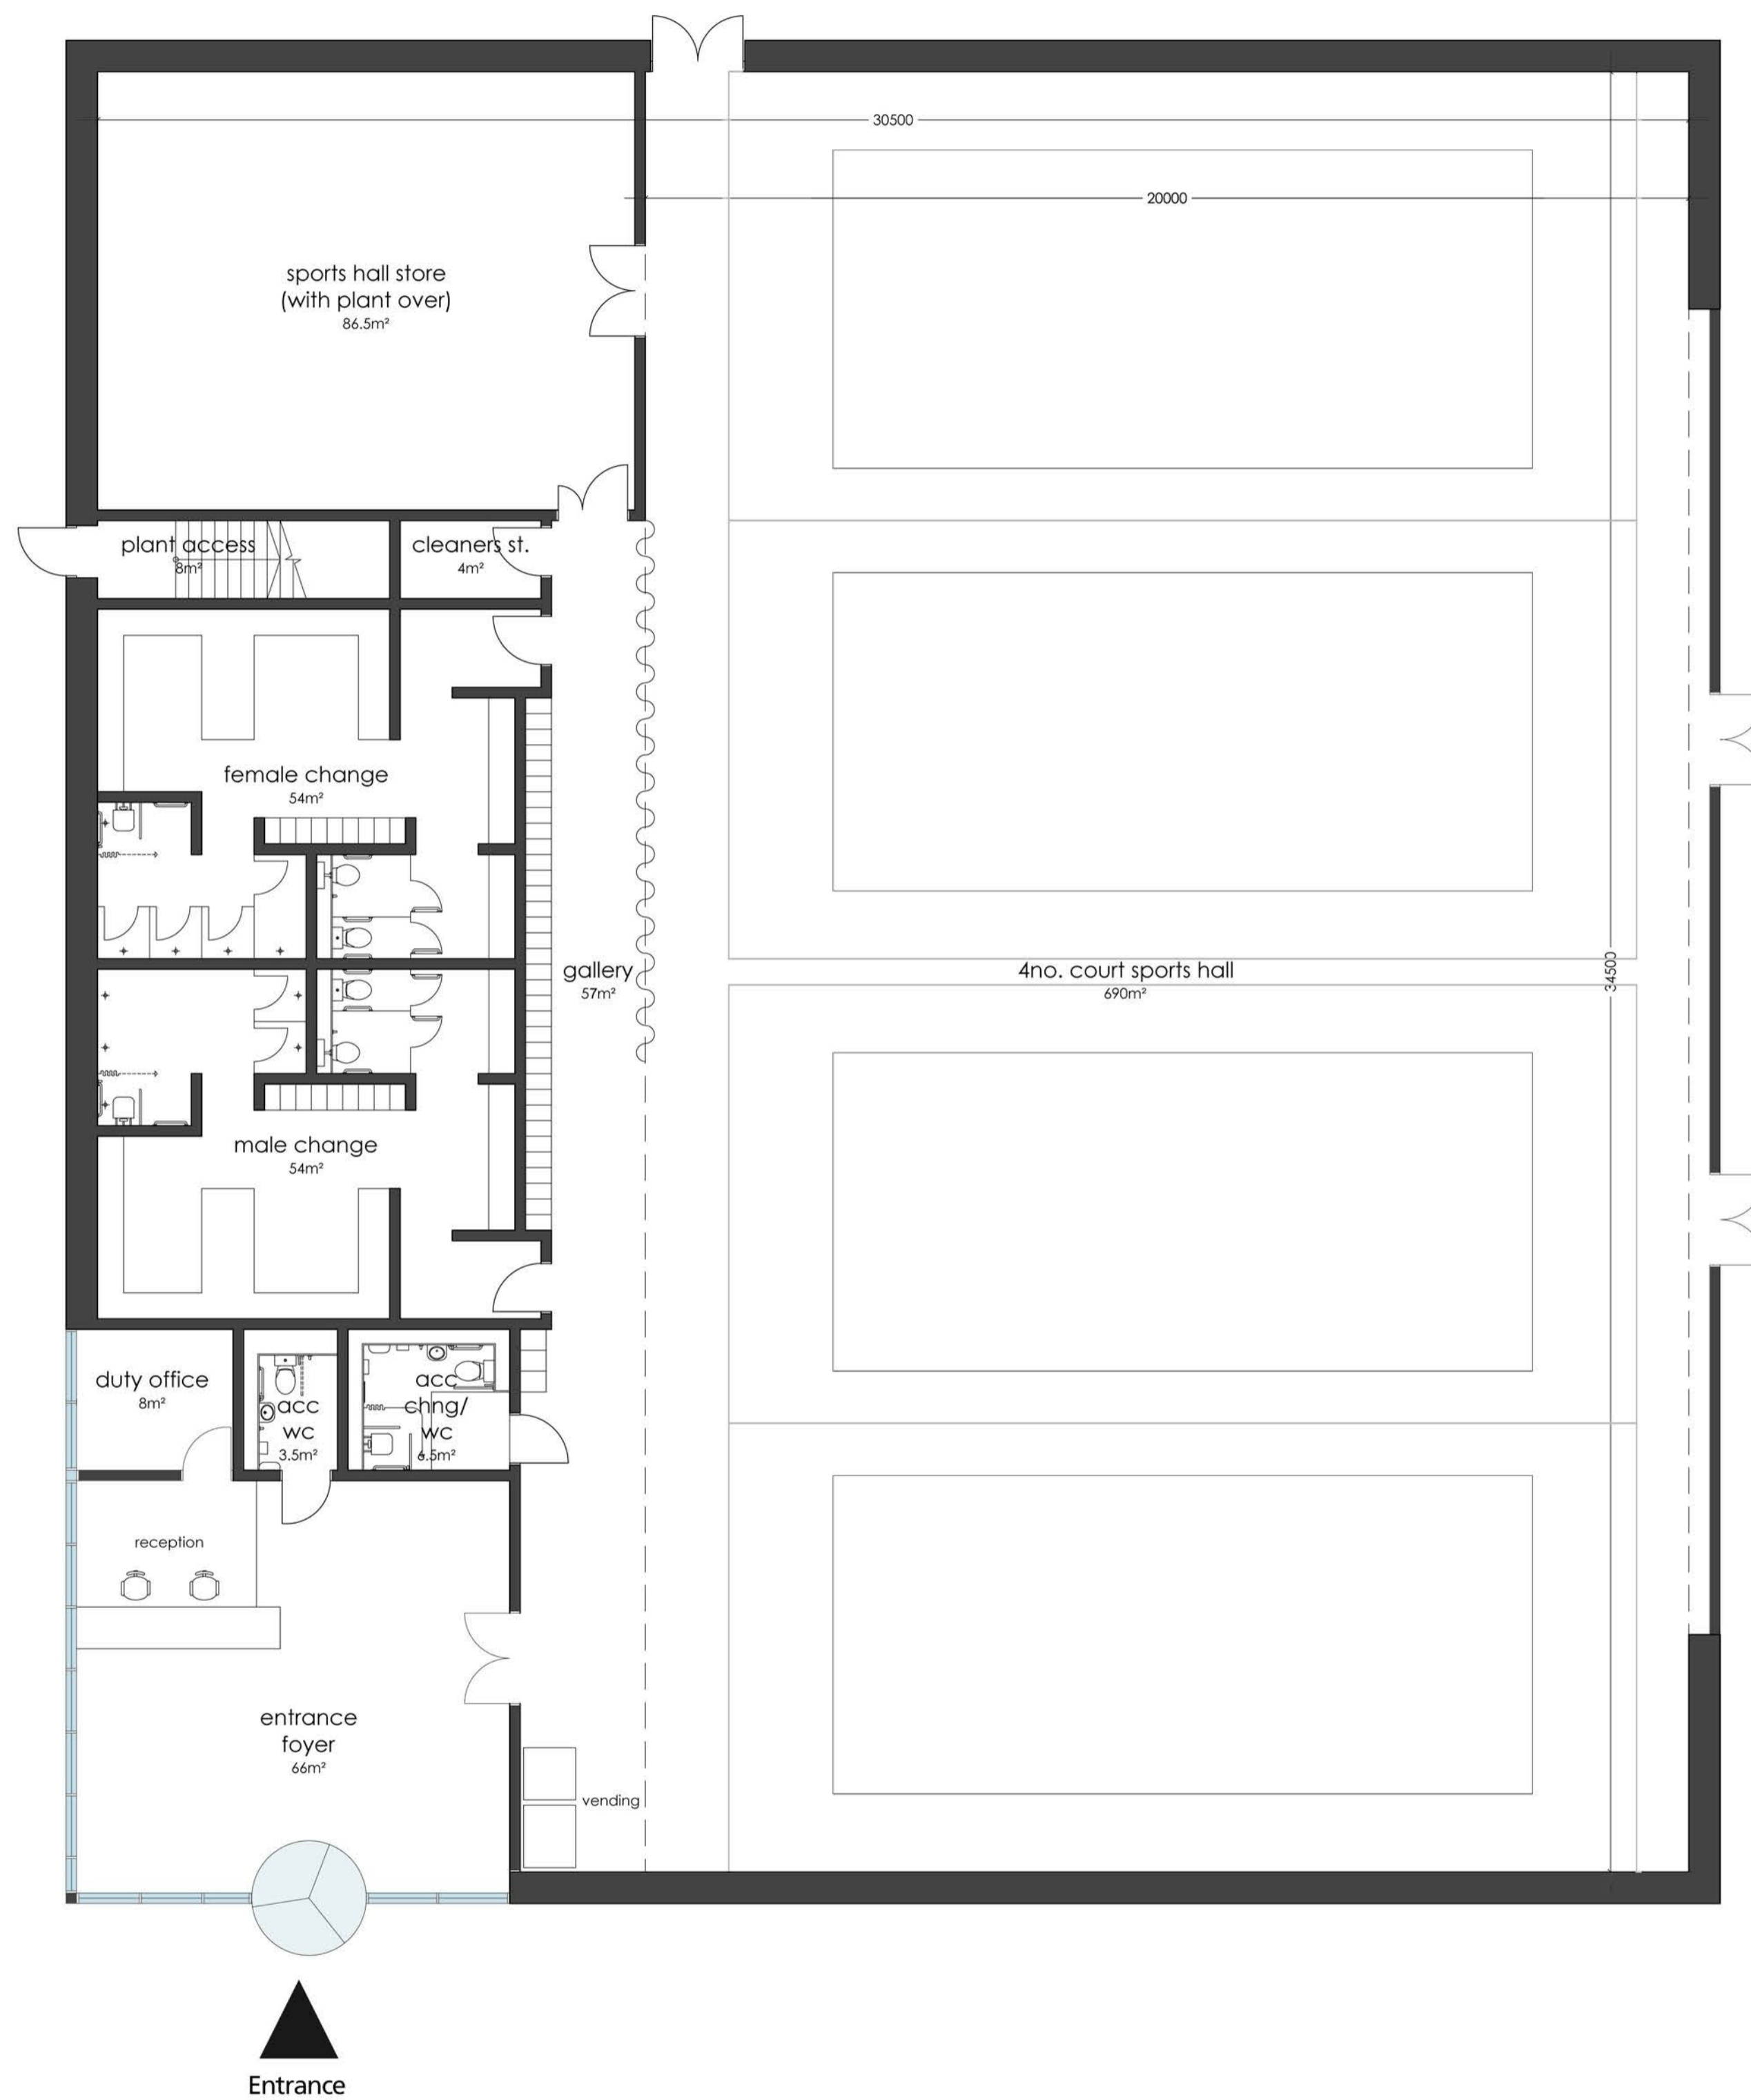 30500
20000
sports hall store
(with plant over)
86.5m²
plant access
8m²
cleaners st.
4m²
female change
54m²
gallery
57m²
4no. court sports hall
690m²
34500
male change
54m²
duty office
8m²
acc
wc
3.5m²
acc
chng/
wc
6.5m²
reception
entrance
foyer
66m²
vending
Entrance